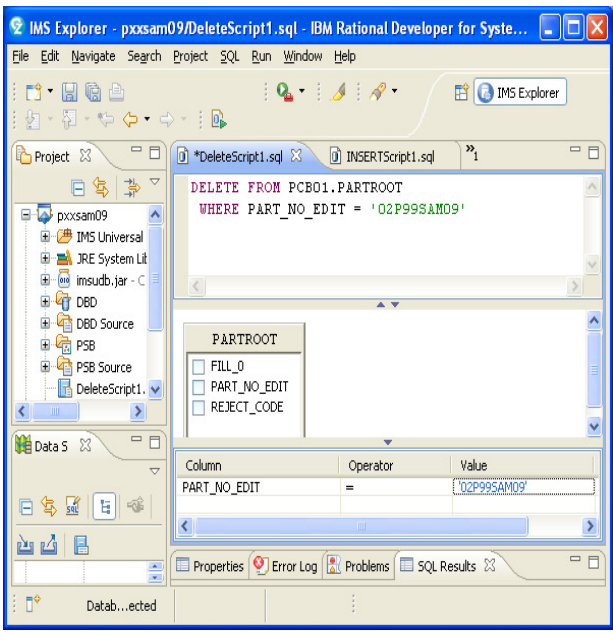 IMS Explorer - pxxsam09/DeleteScript1.sql - IBM Rational Developer for Syste...
File Edit Navigate Search Project SQL Run Window Help
IMS Explorer
Project
*DeleteScript1.sql INSERTScript1.sql »1
DELETE FROM PCB01.PARTROOT
WHERE PART_NO_EDIT = '02P99SAM09'
pxxsam09
IMS Universal
JRE System Lib
imsudb.jar - C
DBD
DBD Source
PSB
PSB Source
DeleteScript1.
PARTROOT
FILL_0
PART_NO_EDIT
REJECT_CODE
Data S
Column Operator Value
PART_NO_EDIT = '02P99SAM09'
Properties Error Log Problems SQL Results
Datab...ected